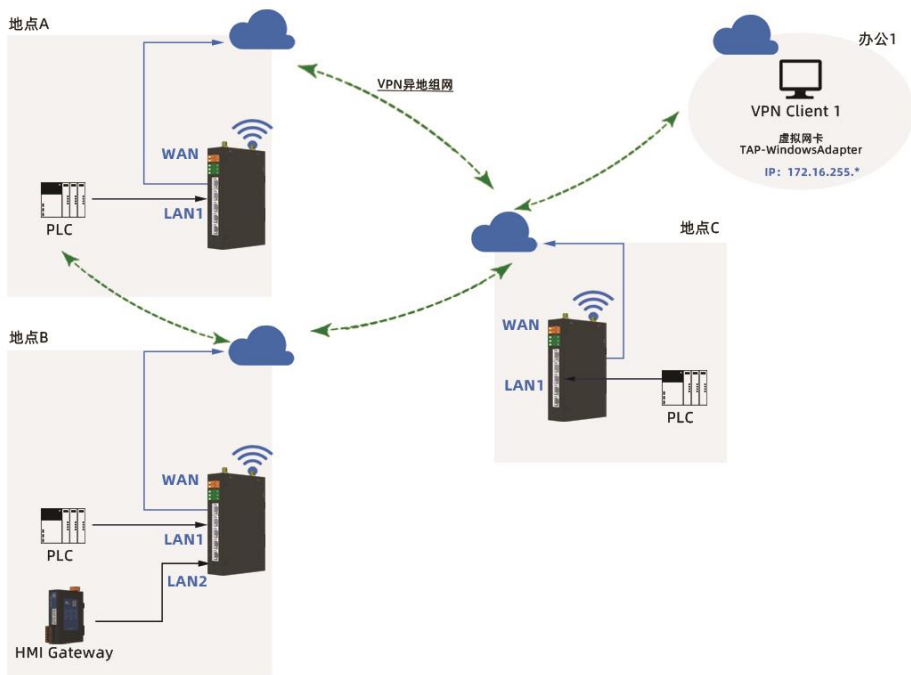 地点A
WAN
LAN1
PLC
VPN异地组网
办公1
VPN Client 1
虚拟网卡
TAP-WindowsAdapter
IP: 172.16.255.*
地点C
WAN
LAN1
PLC
地点B
WAN
PLC
LAN1
LAN2
HMI Gateway